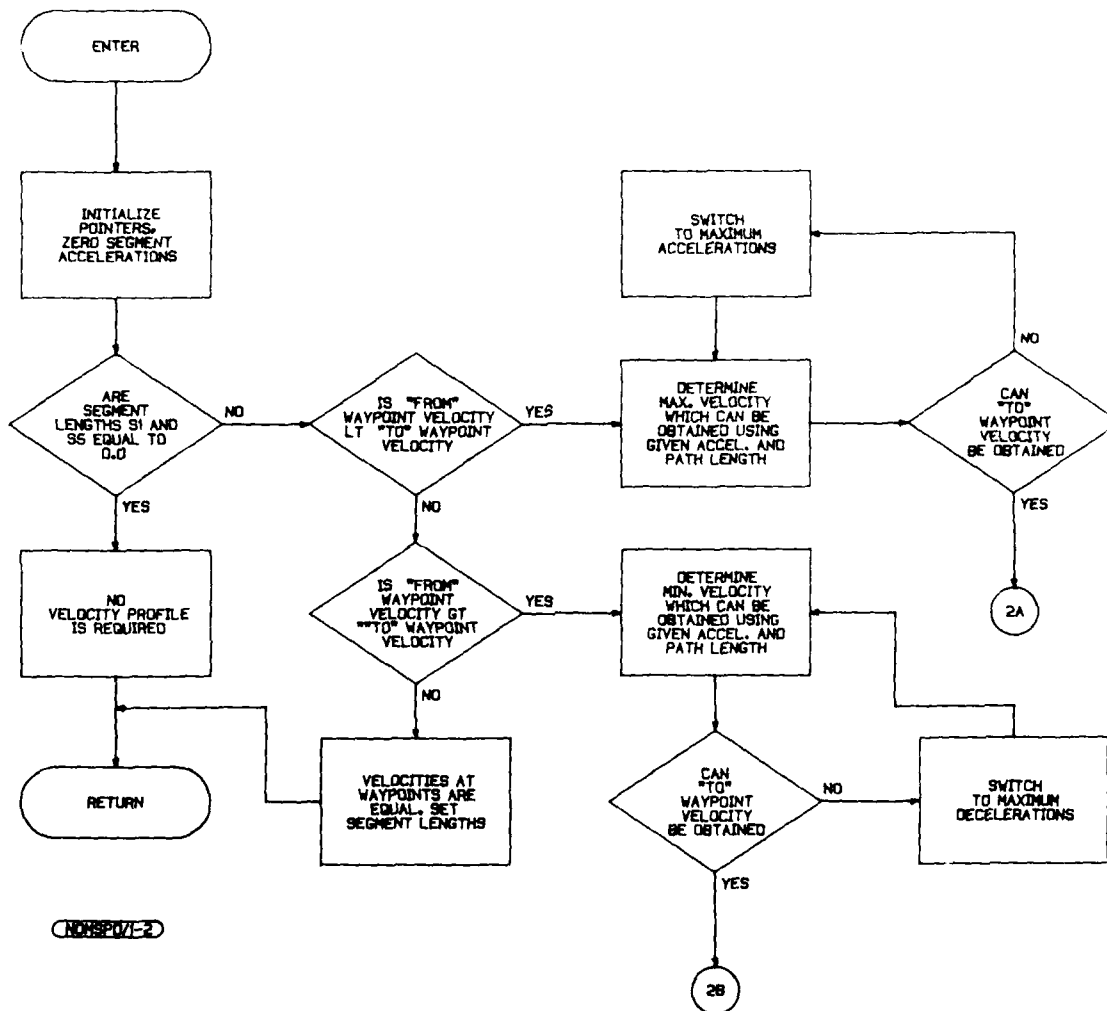 ENTER
INITIALIZE
POINTERS,
ZERO SEGMENT
ACCELERATIONS
SWITCH
TO MAXIMUM
ACCELERATIONS
NO
ARE
SEGMENT
LENGTHS S1 AND
S5 EQUAL TO
0.0
NO
IS "FROM"
WAYPOINT VELOCITY
LT "TO" WAYPOINT
VELOCITY
YES
DETERMINE
MAX. VELOCITY
WHICH CAN BE
OBTAINED USING
GIVEN ACCEL. AND
PATH LENGTH
CAN
"TO"
WAYPOINT
VELOCITY
BE OBTAINED
YES
NO
YES
NO
VELOCITY PROFILE
IS REQUIRED
IS "FROM"
WAYPOINT
VELOCITY GT
""TO" WAYPOINT
VELOCITY
YES
DETERMINE
MIN. VELOCITY
WHICH CAN BE
OBTAINED USING
GIVEN ACCEL. AND
PATH LENGTH
2A
NO
RETURN
VELOCITIES AT
WAYPOINTS ARE
EQUAL. SET
SEGMENT LENGTHS
CAN
"TO"
WAYPOINT
VELOCITY
BE OBTAINED
NO
SWITCH
TO MAXIMUM
DECELERATIONS
YES
2B